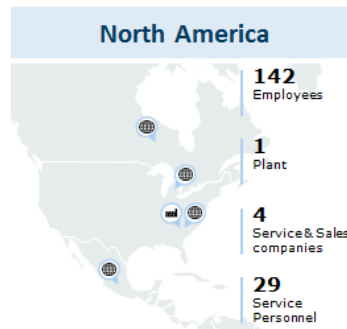 North America
142
Employees
1
Plant
4
Service & Sales
companies
29
Service
Personnel